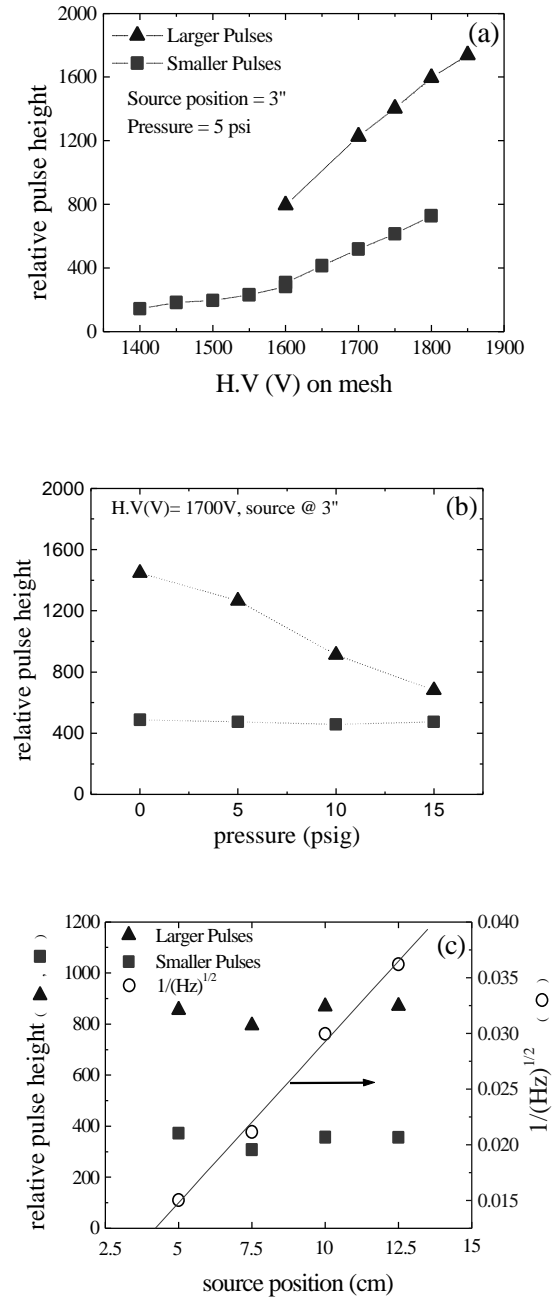 2000
1600
1200
800
400
0
relative pulse height
Larger Pulses
Smaller Pulses
(a)
Source position = 3"
Pressure = 5 psi
1400 1500 1600 1700 1800 1900
H.V (V) on mesh
2000
1600
1200
800
400
0
relative pulse height
H.V(V)= 1700V, source @ 3"
(b)
0 5 10 15
pressure (psig)
1200
1000
800
600
400
200
0
relative pulse height ( , )
Larger Pulses
Smaller Pulses
1/(Hz)^1/2
(c)
0.040
0.035
0.030
0.025
0.020
0.015
1/(Hz)^1/2 ( )
2.5 5 7.5 10 12.5 15
source position (cm)